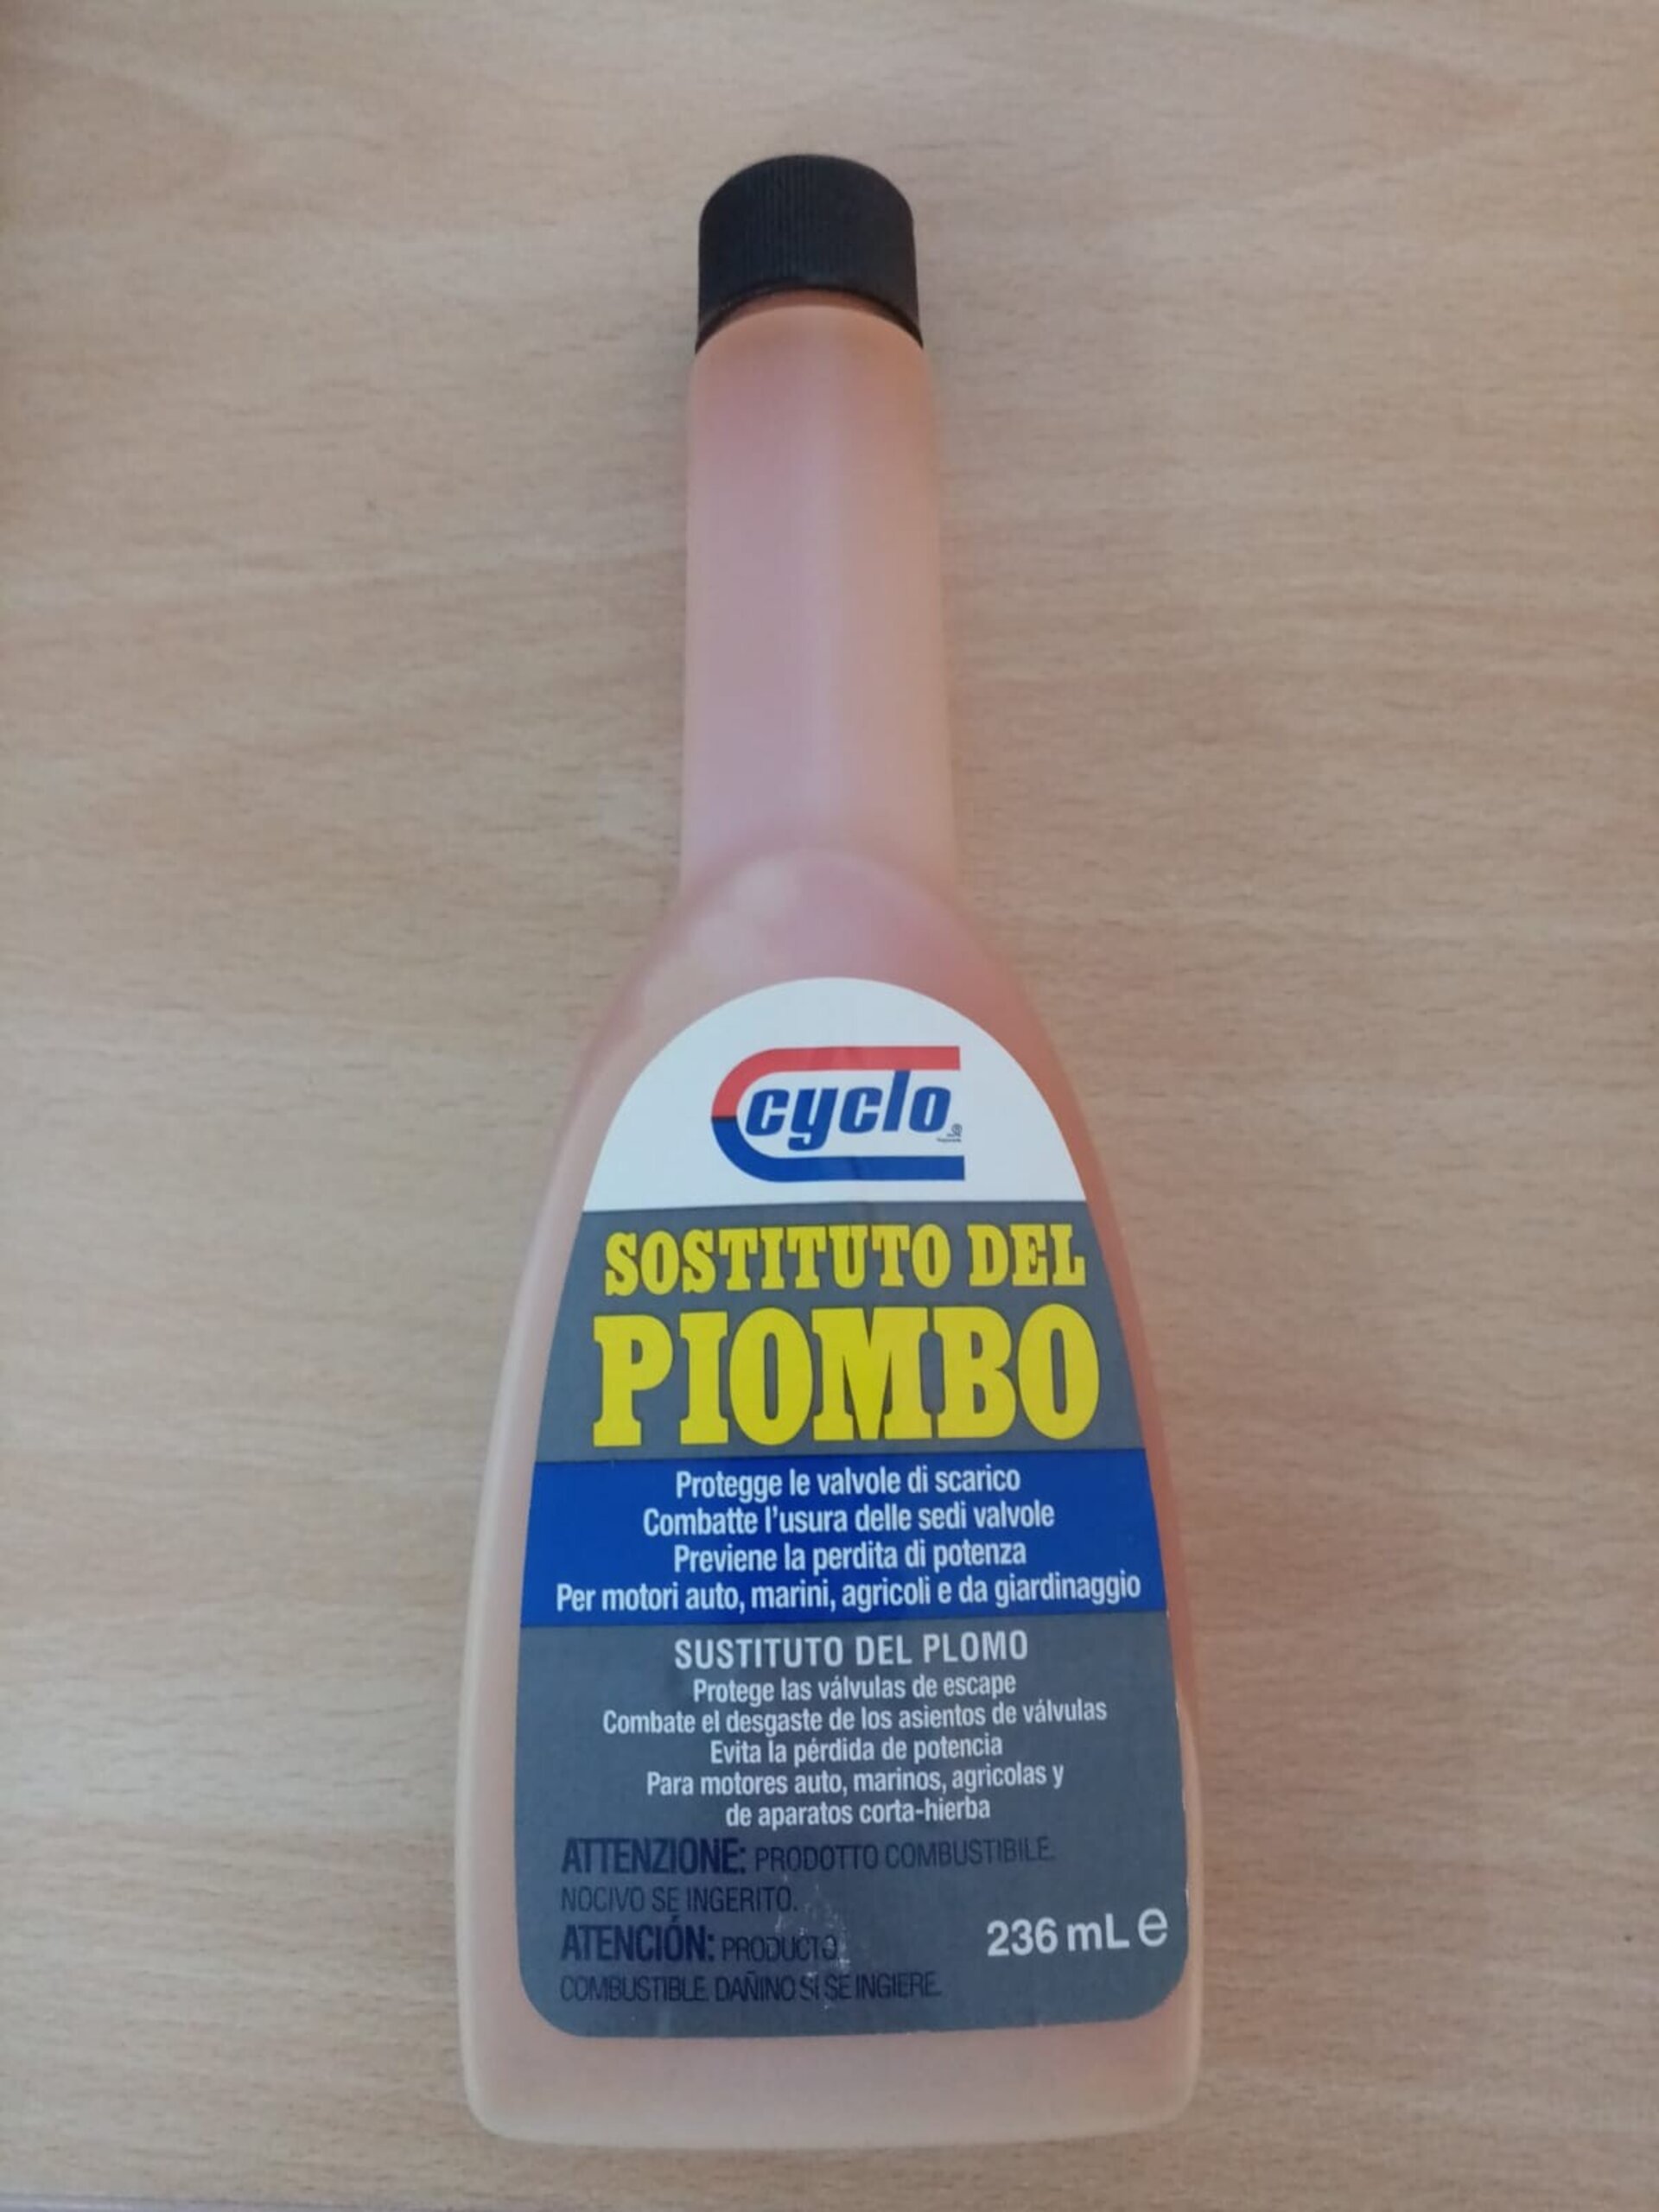 cyclo
SOSTITUTO DEL
PIOMBO
Protegge le valvole di scarico
Combatte l'usura delle sedi valvole
Previene la perdita di potenza
Per motori auto, marini, agricoli e da giardinaggio
SUSTITUTO DEL PLOMO
Protege las válvulas de escape
Combate el desgaste de los asientos de válvulas
Evita la pérdida de potencia
Para motores auto, marinos, agricolas y
de aparatos corta-hierba
ATTENZIONE: PRODOTTO COMBUSTIBILE.
NOCIVO SE INGERITO.
ATENCIÓN: PRODUCTO
COMBUSTIBLE. DAÑINO SI SE INGIERE.
236 mL e